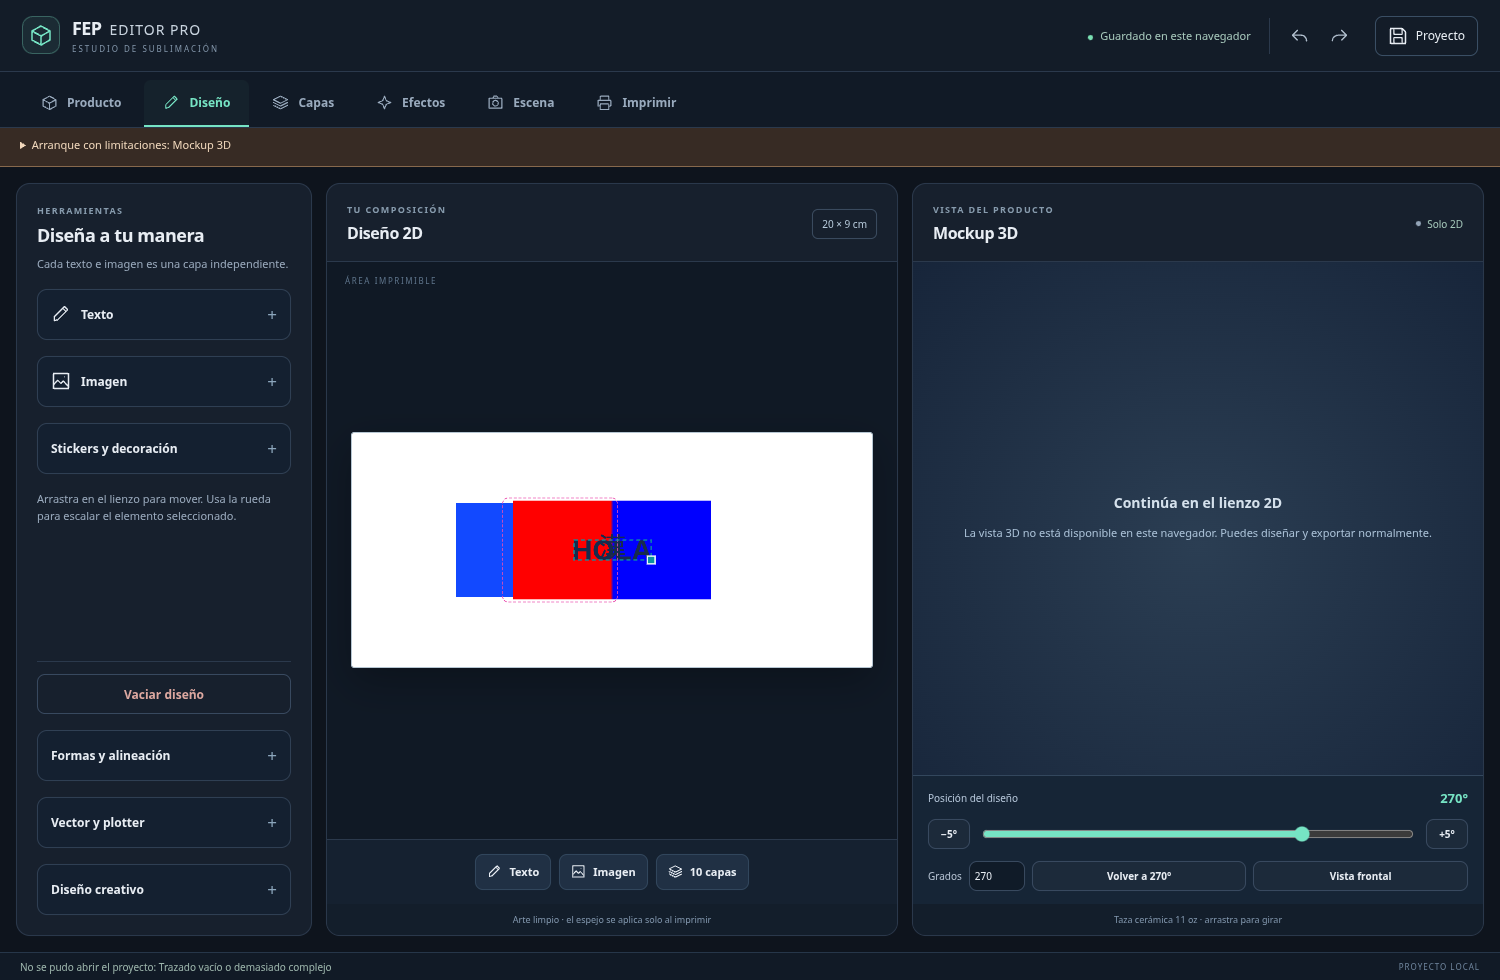 FEP EDITOR PRO
ESTUDIO DE SUBLIMACIÓN
Guardado en este navegador
Proyecto
Producto
Diseño
Capas
Efectos
Escena
Imprimir
Arranque con limitaciones: Mockup 3D
HERRAMIENTAS
Diseña a tu manera
Cada texto e imagen es una capa independiente.
Texto +
Imagen +
Stickers y decoración +
Arrastra en el lienzo para mover. Usa la rueda
para escalar el elemento seleccionado.
Vaciar diseño
Formas y alineación +
Vector y plotter +
Diseño creativo +
TU COMPOSICIÓN
Diseño 2D
20 × 9 cm
ÁREA IMPRIMIBLE
Texto
Imagen
10 capas
Arte limpio · el espejo se aplica solo al imprimir
VISTA DEL PRODUCTO
Mockup 3D
Solo 2D
Continúa en el lienzo 2D
La vista 3D no está disponible en este navegador. Puedes diseñar y exportar normalmente.
Posición del diseño
270°
−5°
+5°
Grados
270
Volver a 270°
Vista frontal
Taza cerámica 11 oz · arrastra para girar
No se pudo abrir el proyecto: Trazado vacío o demasiado complejo
PROYECTO LOCAL